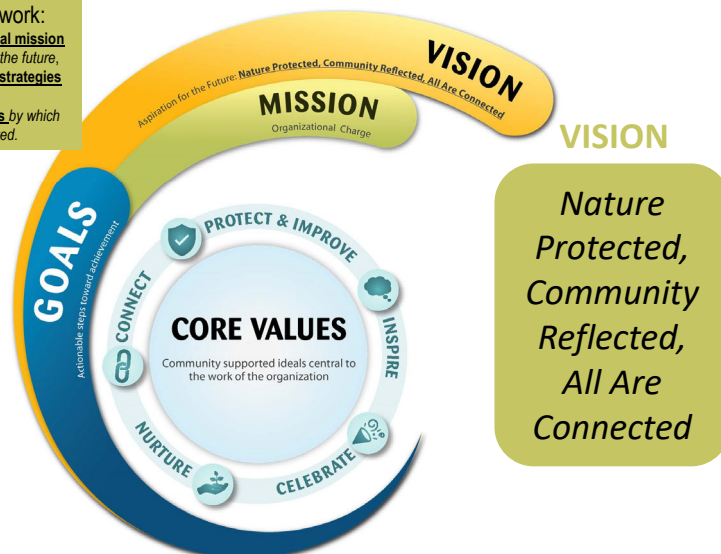 work:
al mission
the future,
strategies
s by which
ed.
VISION
Aspiration for the Future: Nature Protected, Community Reflected, All Are Connected
MISSION
Organizational Charge
GOALS
Actionable steps toward achievement
PROTECT & IMPROVE
INSPIRE
CELEBRATE
NURTURE
CONNECT
CORE VALUES
Community supported ideals central to
the work of the organization
VISION
Nature
Protected,
Community
Reflected,
All Are
Connected